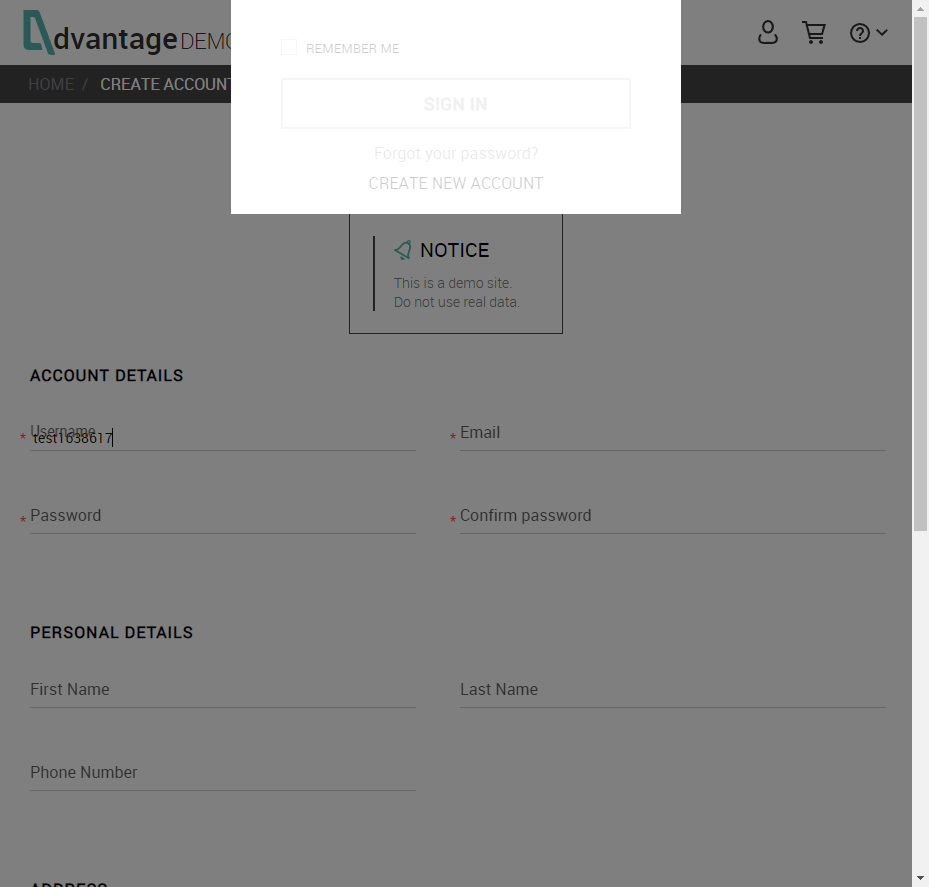 dvantage DEMO
HOME / CREATE ACCOUNT
REMEMBER ME
SIGN IN
Forgot your password?
CREATE NEW ACCOUNT
NOTICE
This is a demo site.
Do not use real data.
ACCOUNT DETAILS
Username
* test1638617
* Email
* Password
* Confirm password
PERSONAL DETAILS
First Name
Last Name
Phone Number
ADDRESS